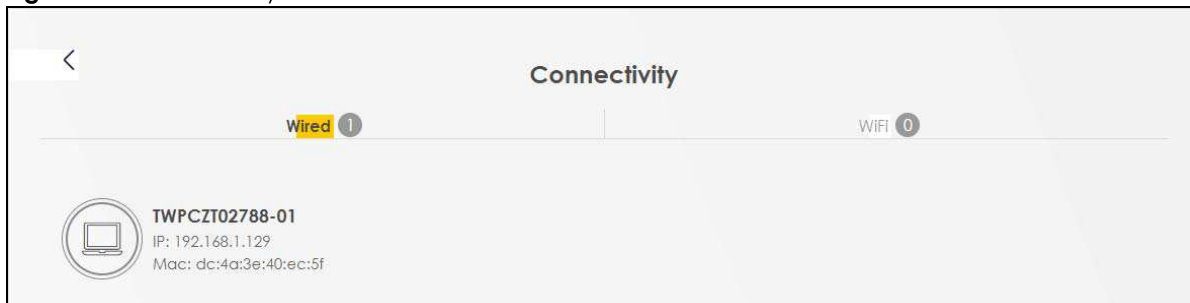 Connectivity
Wired 1
WiFi 0
TWPCZT02788-01
IP: 192.168.1.129
Mac: dc:4a:3e:40:ec:5f